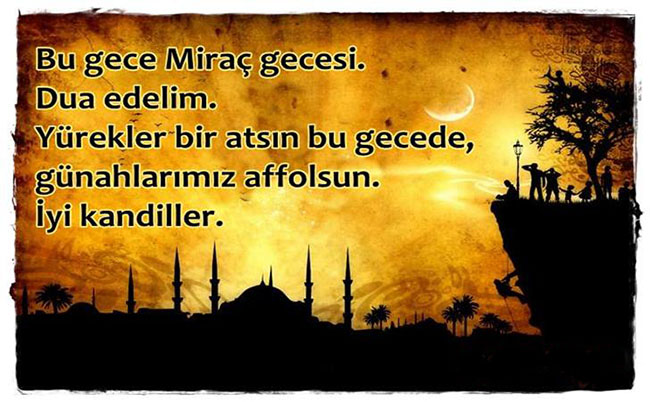 Bu gece Miraç gecesi.
Dua edelim.
Yürekler bir atsın bu gecede,
günahlarımız affolsun.
İyi kandiller.